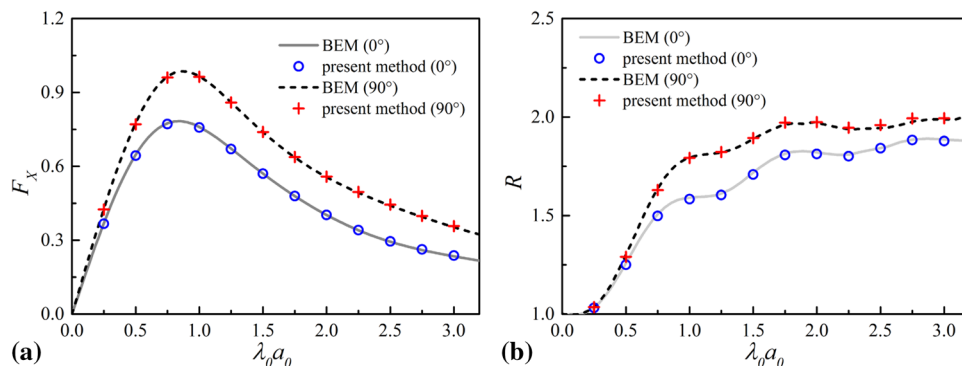 1.2
0.9
0.6
0.3
0.0
F_X
BEM (0°)
present method (0°)
BEM (90°)
present method (90°)
0.0 0.5 1.0 1.5 2.0 2.5 3.0
λ₀a₀
(a)
2.5
2.0
1.5
1.0
R
BEM (0°)
present method (0°)
BEM (90°)
present method (90°)
0.0 0.5 1.0 1.5 2.0 2.5 3.0
λ₀a₀
(b)